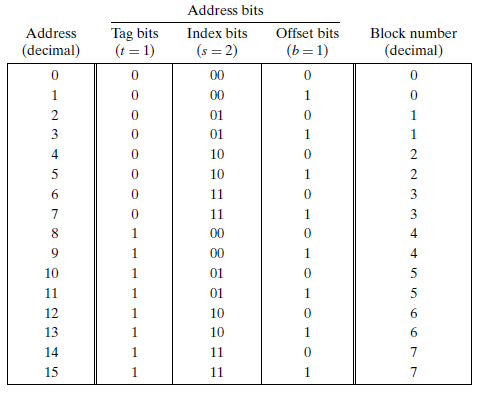 Address bits
Address Tag bits Index bits Offset bits Block number
(decimal) (t = 1) (s = 2) (b = 1) (decimal)
0 0 00 0 0
1 0 00 1 0
2 0 01 0 1
3 0 01 1 1
4 0 10 0 2
5 0 10 1 2
6 0 11 0 3
7 0 11 1 3
8 1 00 0 4
9 1 00 1 4
10 1 01 0 5
11 1 01 1 5
12 1 10 0 6
13 1 10 1 6
14 1 11 0 7
15 1 11 1 7